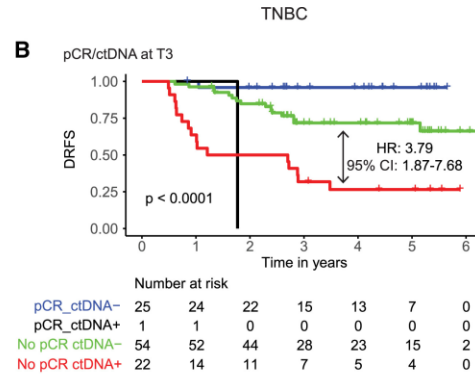 TNBC
B
pCR/ctDNA at T3
1.00
0.75
0.50
0.25
0.00
DRFS
HR: 3.79
95% CI: 1.87-7.68
p < 0.0001
0 1 2 3 4 5 6
Time in years
Number at risk
pCR_ctDNA− 25 24 22 15 13 7 0
pCR_ctDNA+ 1 1 0 0 0 0 0
No pCR ctDNA− 54 52 44 28 23 15 2
No pCR ctDNA+ 22 14 11 7 5 4 0